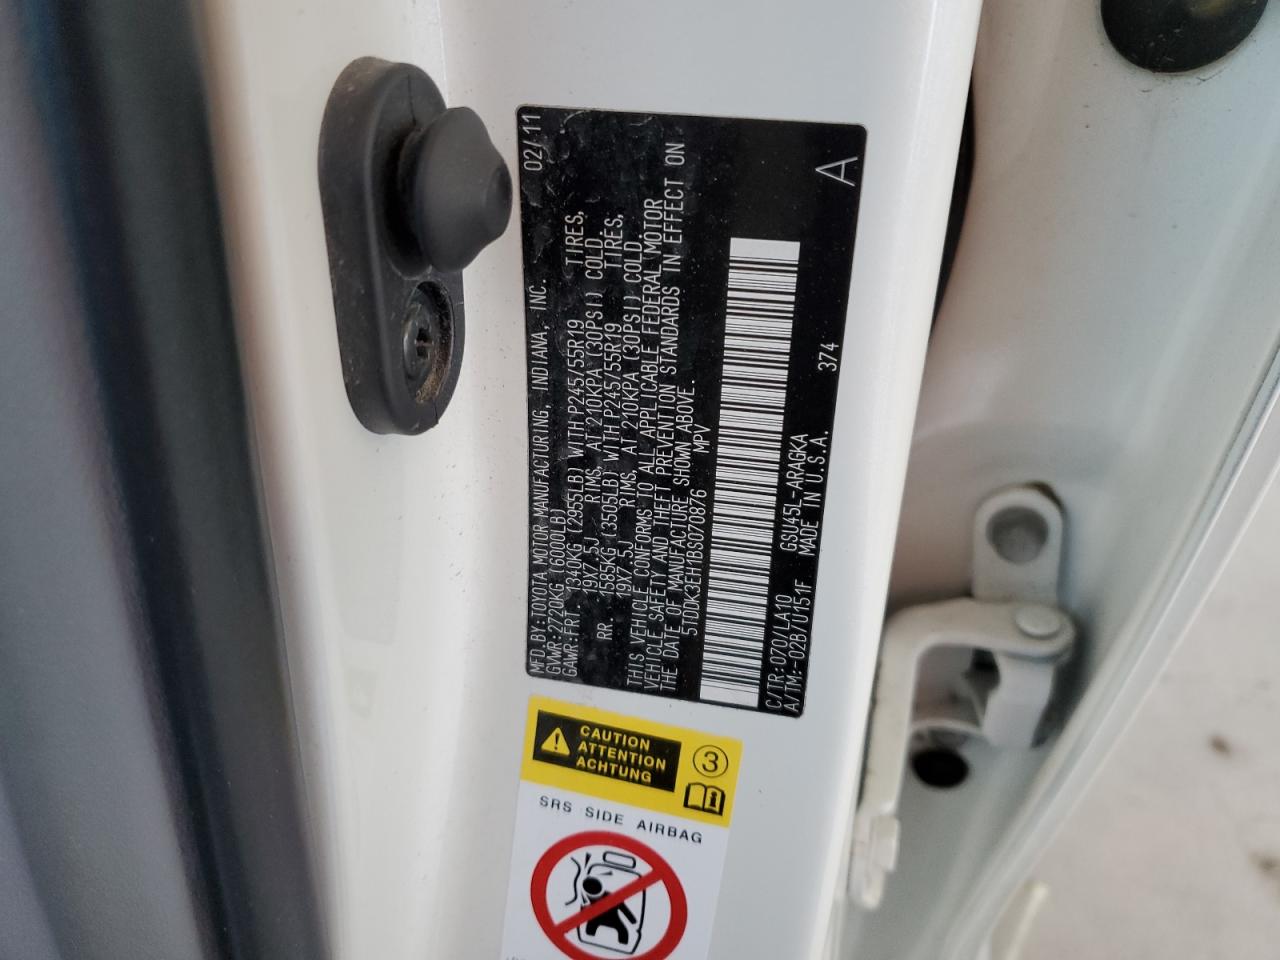 MFD.BY:TOYOTA MOTOR MANUFACTURING, INDIANA, INC. 02/11
GVWR:2720KG (6000LB)
GAWR:FRT. 1340KG (2955LB) WITH P245/55R19 TIRES,
19X7.5J RIMS, AT 210KPA (30PSI) COLD.
RR. 1585KG (3505LB) WITH P245/55R19 TIRES,
19X7.5J RIMS, AT 210KPA (30PSI) COLD.
THIS VEHICLE CONFORMS TO ALL APPLICABLE FEDERAL MOTOR
VEHICLE SAFETY AND THEFT PREVENTION STANDARDS IN EFFECT ON
THE DATE OF MANUFACTURE SHOWN ABOVE.
5TDDK3EH1BS070876 MPV
C/TR:070/LA10 GSU45L-ARAGKA 374 A
A/TM:-02B/U151F MADE IN U.S.A.
CAUTION
ATTENTION
ACHTUNG
3
SRS SIDE AIRBAG